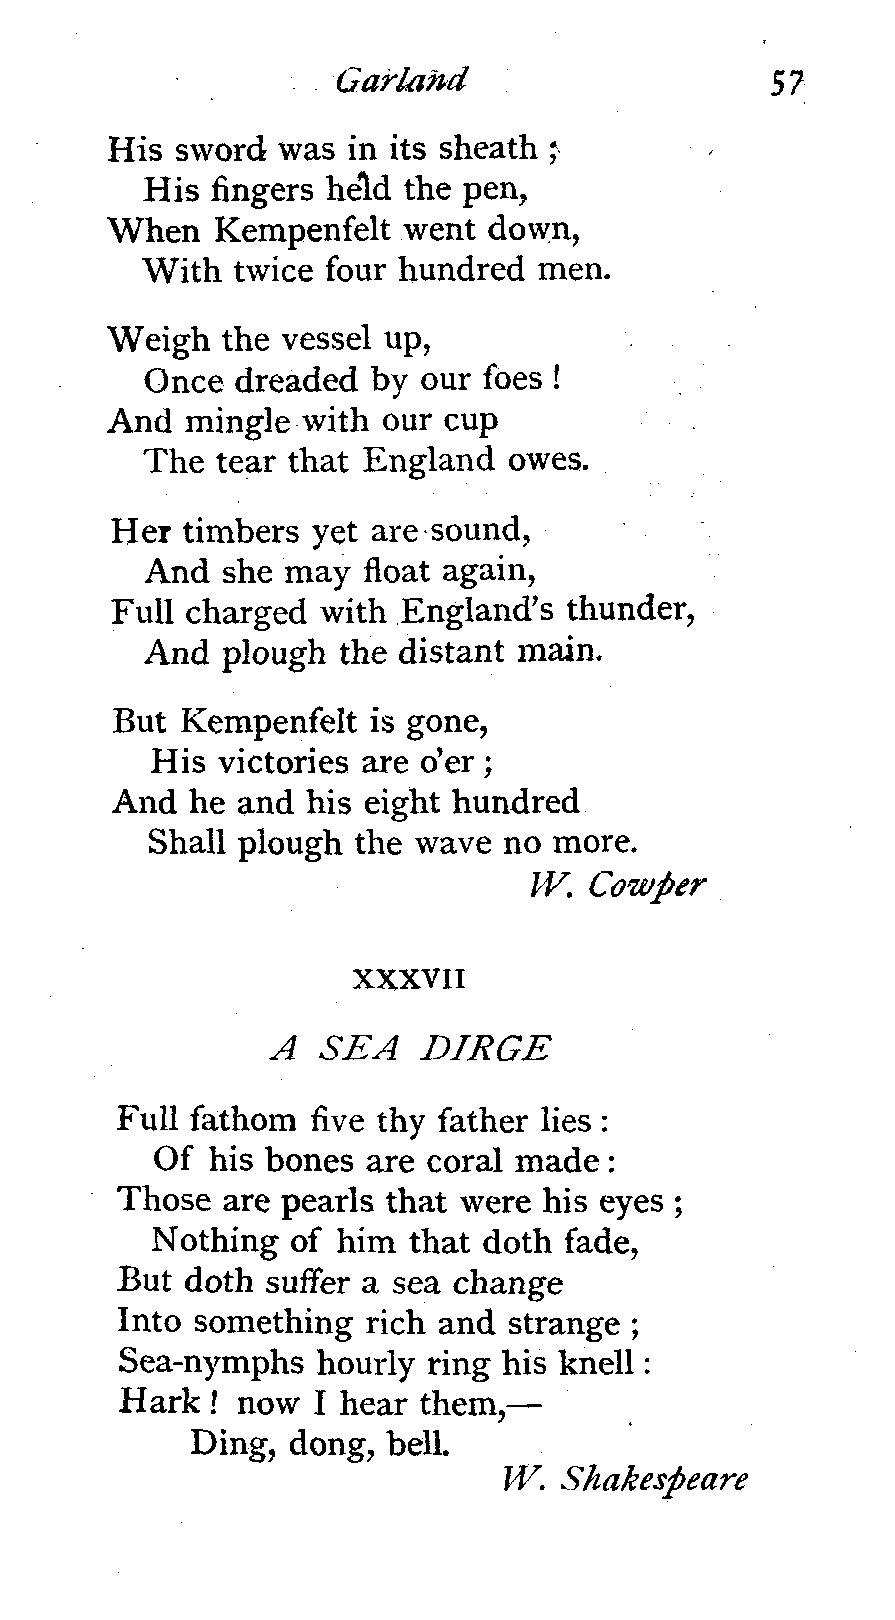 Garland 57
His sword was in its sheath ;
His fingers held the pen,
When Kempenfelt went down,
With twice four hundred men.
Weigh the vessel up,
Once dreaded by our foes !
And mingle with our cup
The tear that England owes.
Her timbers yet are sound,
And she may float again,
Full charged with England's thunder,
And plough the distant main.
But Kempenfelt is gone,
His victories are o'er ;
And he and his eight hundred
Shall plough the wave no more.
W. Cowper
XXXVII
A SEA DIRGE
Full fathom five thy father lies :
Of his bones are coral made :
Those are pearls that were his eyes ;
Nothing of him that doth fade,
But doth suffer a sea change
Into something rich and strange ;
Sea-nymphs hourly ring his knell :
Hark ! now I hear them,—
Ding, dong, bell.
W. Shakespeare